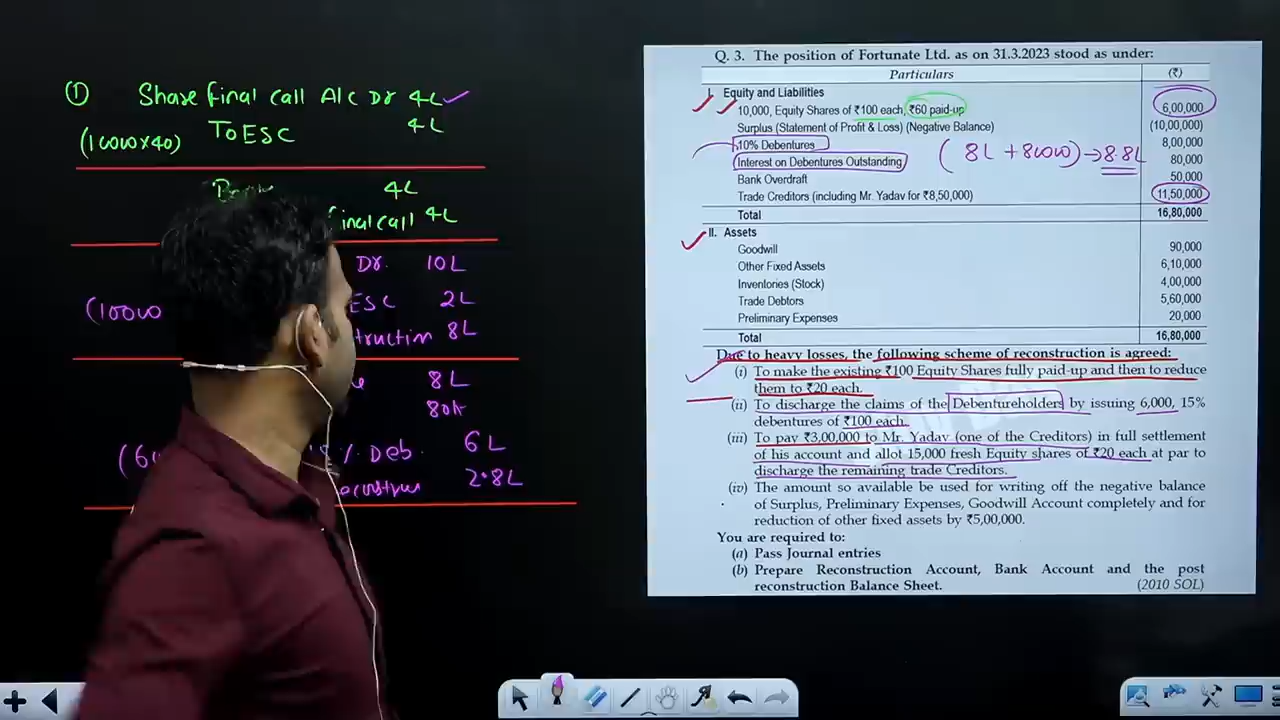 ① Share final call A/c Dr 4L ✓
(10000×40) To ESC 4L
4L
final call 4L
Dr. 10L
(10000 ESC 2L
truction 8L
8L
80k
% Deb. 6L
2.8L
Q. 3. The position of Fortunate Ltd. as on 31.3.2023 stood as under:
Particulars (₹)
I. Equity and Liabilities
10,000, Equity Shares of ₹100 each, ₹60 paid-up 6,00,000
Surplus (Statement of Profit & Loss) (Negative Balance) (10,00,000)
10% Debentures 8,00,000
Interest on Debentures Outstanding (8L + 80000) → 8.8L 80,000
Bank Overdraft 50,000
Trade Creditors (including Mr. Yadav for ₹8,50,000) 11,50,000
Total 16,80,000
II. Assets
Goodwill 90,000
Other Fixed Assets 6,10,000
Inventories (Stock) 4,00,000
Trade Debtors 5,60,000
Preliminary Expenses 20,000
Total 16,80,000
Due to heavy losses, the following scheme of reconstruction is agreed:
(i) To make the existing ₹100 Equity Shares fully paid-up and then to reduce
them to ₹20 each.
(ii) To discharge the claims of the Debentureholders by issuing 6,000, 15%
debentures of ₹100 each.
(iii) To pay ₹3,00,000 to Mr. Yadav (one of the Creditors) in full settlement
of his account and allot 15,000 fresh Equity shares of ₹20 each at par to
discharge the remaining trade Creditors.
(iv) The amount so available be used for writing off the negative balance
of Surplus, Preliminary Expenses, Goodwill Account completely and for
reduction of other fixed assets by ₹5,00,000.
You are required to:
(a) Pass Journal entries
(b) Prepare Reconstruction Account, Bank Account and the post
reconstruction Balance Sheet. (2010 SOL)